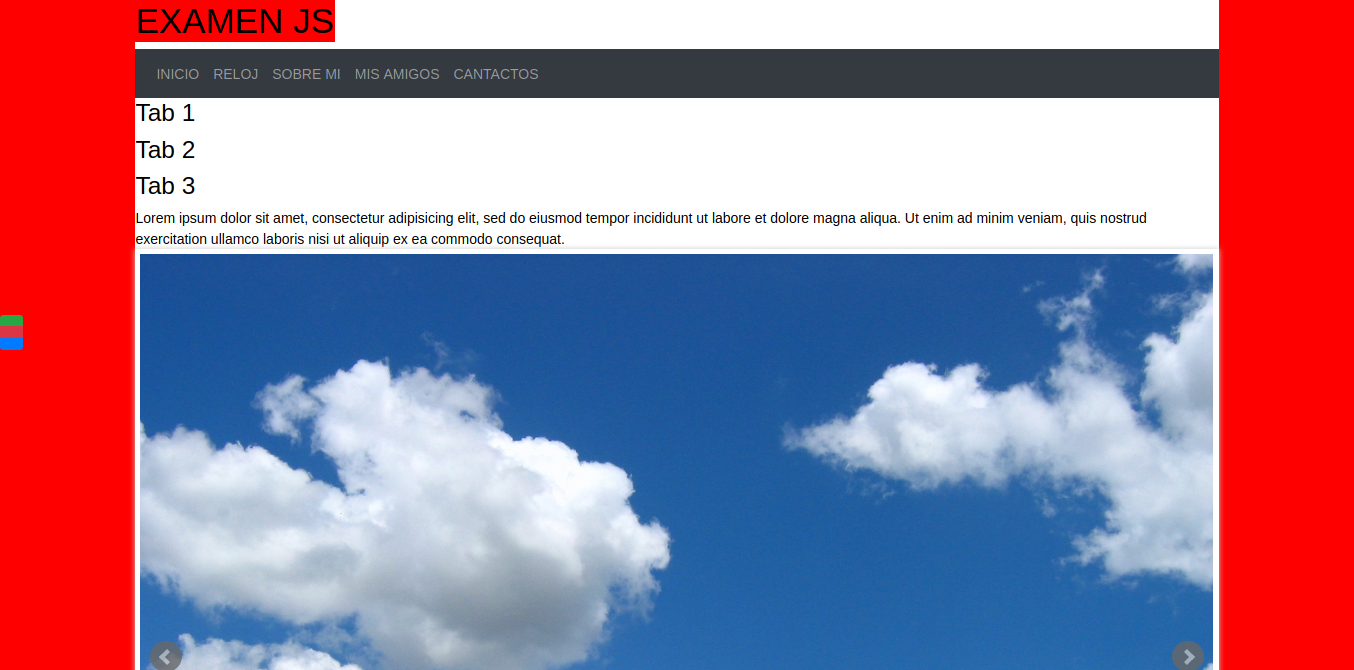 EXAMEN JS
INICIO RELOJ SOBRE MI MIS AMIGOS CANTACTOS
Tab 1
Tab 2
Tab 3
Lorem ipsum dolor sit amet, consectetur adipisicing elit, sed do eiusmod tempor incididunt ut labore et dolore magna aliqua. Ut enim ad minim veniam, quis nostrud
exercitation ullamco laboris nisi ut aliquip ex ea commodo consequat.